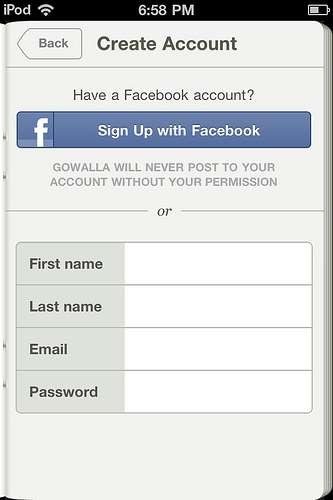 iPod 6:58 PM
Back Create Account
Have a Facebook account?
f Sign Up with Facebook
GOWALLA WILL NEVER POST TO YOUR
ACCOUNT WITHOUT YOUR PERMISSION
or
First name
Last name
Email
Password